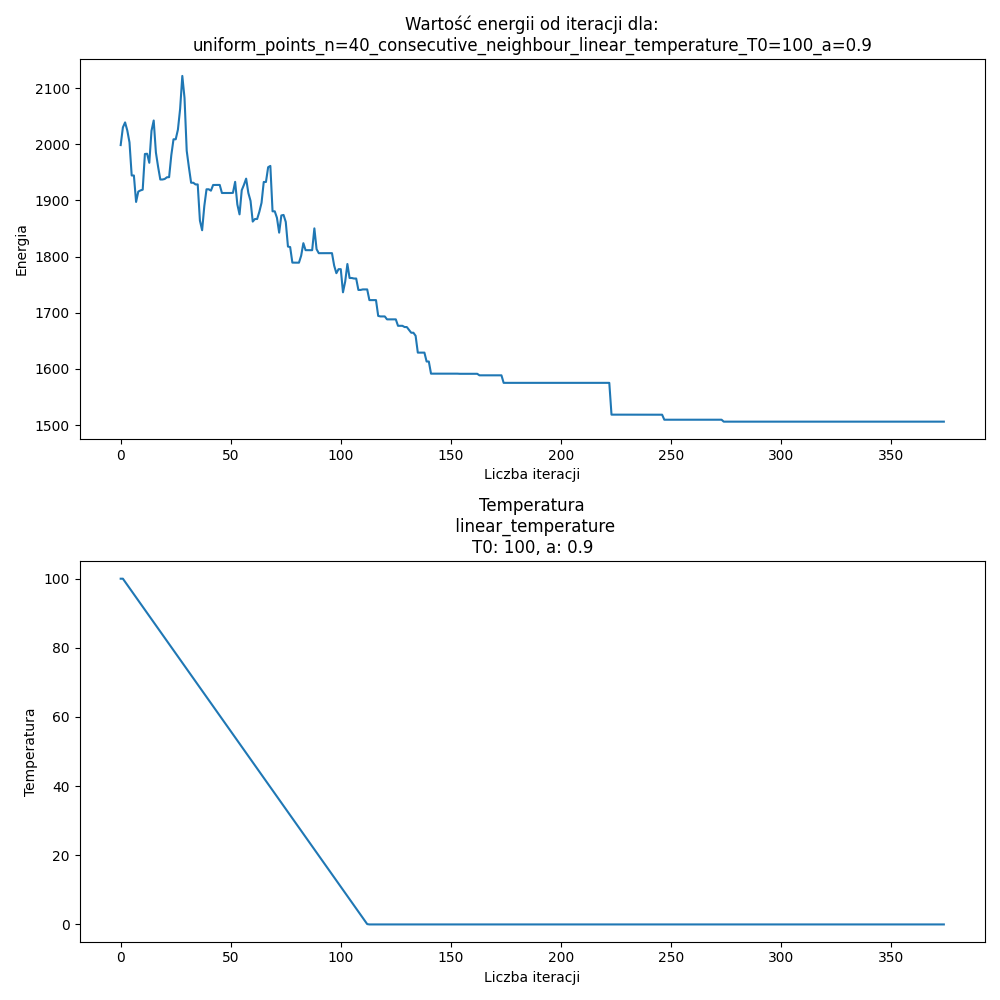 Wartość energii od iteracji dla:
uniform_points_n=40_consecutive_neighbour_linear_temperature_T0=100_a=0.9
2100
2000
1900
1800
1700
1600
1500
Energia
0 50 100 150 200 250 300 350
Liczba iteracji
Temperatura
linear_temperature
T0: 100, a: 0.9
100
80
60
40
20
0
Temperatura
0 50 100 150 200 250 300 350
Liczba iteracji